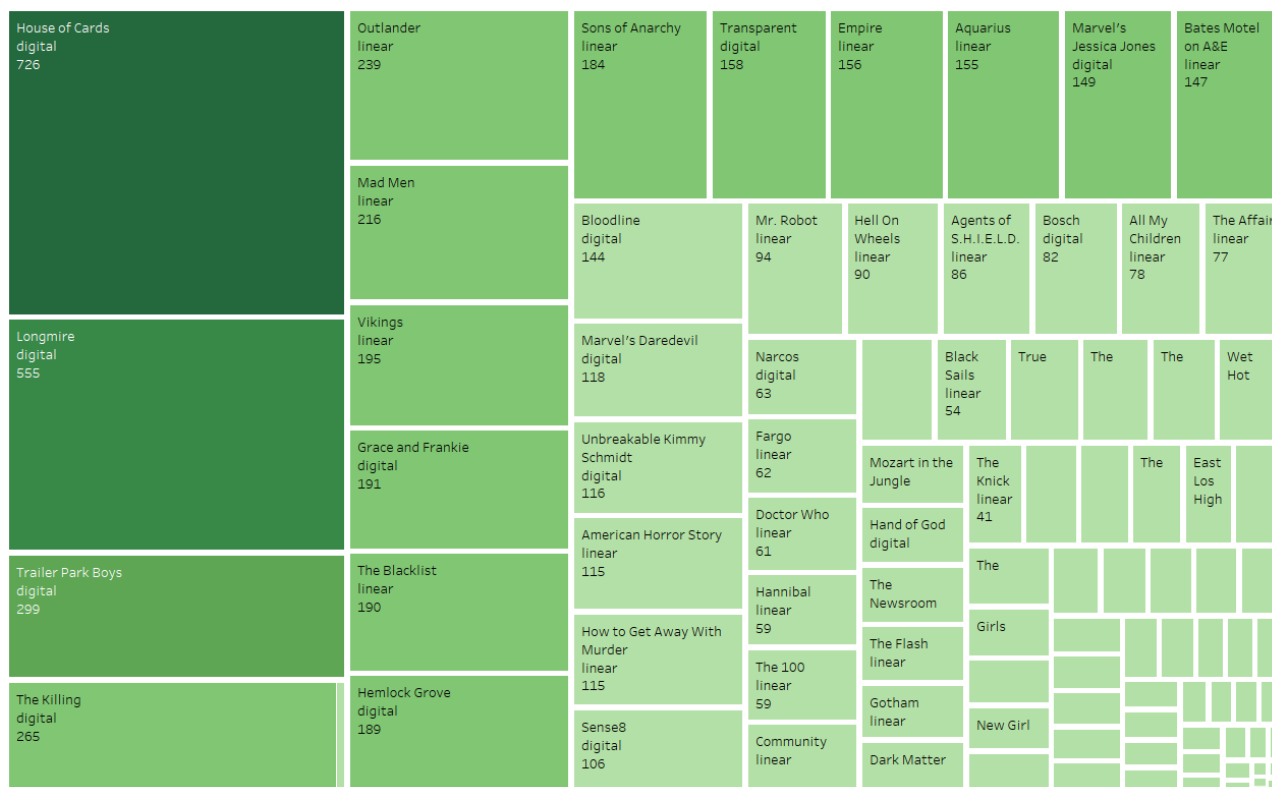 House of Cards
digital
726
Longmire
digital
555
Trailer Park Boys
digital
299
The Killing
digital
265
Outlander
linear
239
Mad Men
linear
216
Vikings
linear
195
Grace and Frankie
digital
191
The Blacklist
linear
190
Hemlock Grove
digital
189
Sons of Anarchy
linear
184
Transparent
digital
158
Empire
linear
156
Aquarius
linear
155
Marvel's
Jessica Jones
digital
149
Bates Motel
on A&E
linear
147
Bloodline
digital
144
Marvel's Daredevil
digital
118
Unbreakable Kimmy
Schmidt
digital
116
American Horror Story
linear
115
How to Get Away With
Murder
linear
115
Sense8
digital
106
Mr. Robot
linear
94
Hell On
Wheels
linear
90
Agents of
S.H.I.E.L.D.
linear
86
Bosch
digital
82
All My
Children
linear
78
The Affair
linear
77
Narcos
digital
63
Fargo
linear
62
Doctor Who
linear
61
Hannibal
linear
59
The 100
linear
59
Community
linear
Black
Sails
linear
54
True
The
The
Wet
Hot
Mozart in the
Jungle
Hand of God
digital
The
Newsroom
The Flash
linear
Gotham
linear
Dark Matter
The
Knick
linear
41
The
East
Los
High
The
Girls
New Girl